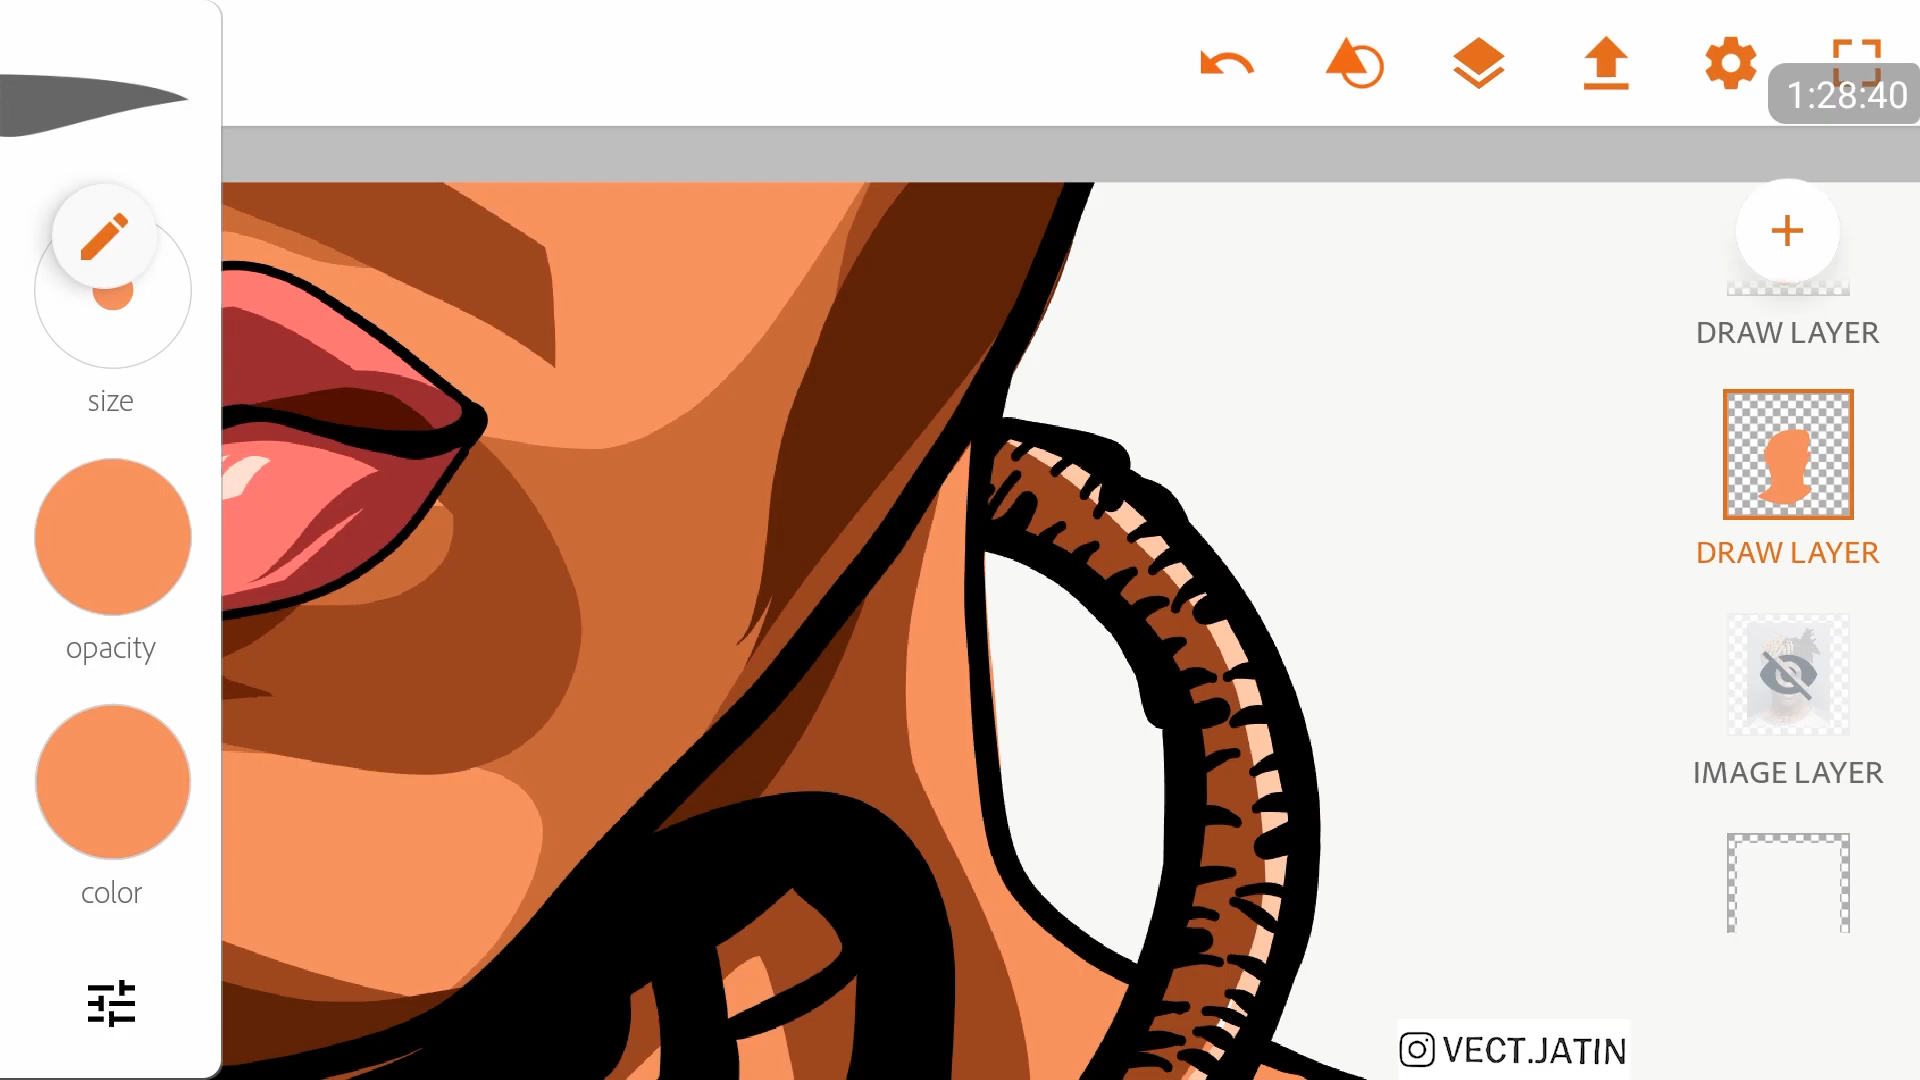 1:28:40
DRAW LAYER
size
DRAW LAYER
opacity
IMAGE LAYER
color
VECT.JATIN